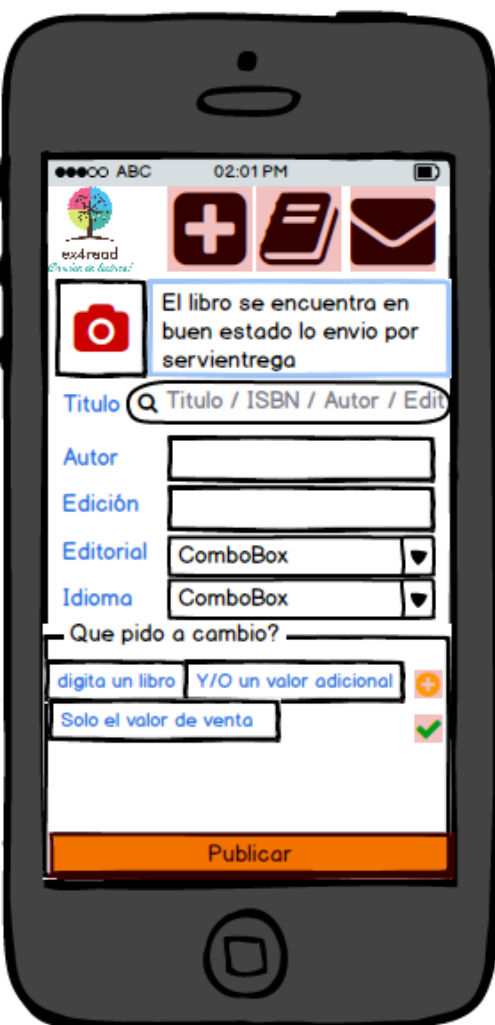 ABC 02:01 PM
ex4read
El libro se encuentra en
buen estado lo envio por
servientrega
Titulo Titulo / ISBN / Autor / Edit
Autor
Edición
Editorial ComboBox
Idioma ComboBox
Que pido a cambio?
digita un libro Y/O un valor adicional
Solo el valor de venta
Publicar